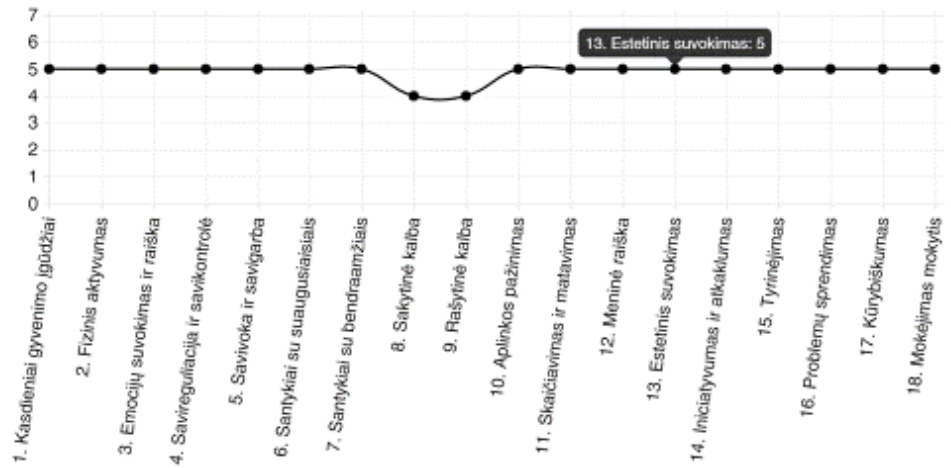 7
6
5
4
3
2
1
0
13. Estetinis suvokimas: 5
1. Kasdieniai gyvenimo įgūdžiai
2. Fizinis aktyvumas
3. Emocijų suvokimas ir raiška
4. Savireguliacija ir savikontrolė
5. Savivoka ir savigarba
6. Santykiai su suaugusiaisiais
7. Santykiai su bendraamžiais
8. Sakytinė kalba
9. Rašytinė kalba
10. Aplinkos pažinimas
11. Skaičiavimas ir matavimas
12. Meninė raiška
13. Estetinis suvokimas
14. Iniciatyvumas ir atkaklumas
15. Tyrinėjimas
16. Problemų sprendimas
17. Kūrybiškumas
18. Mokėjimas mokytis